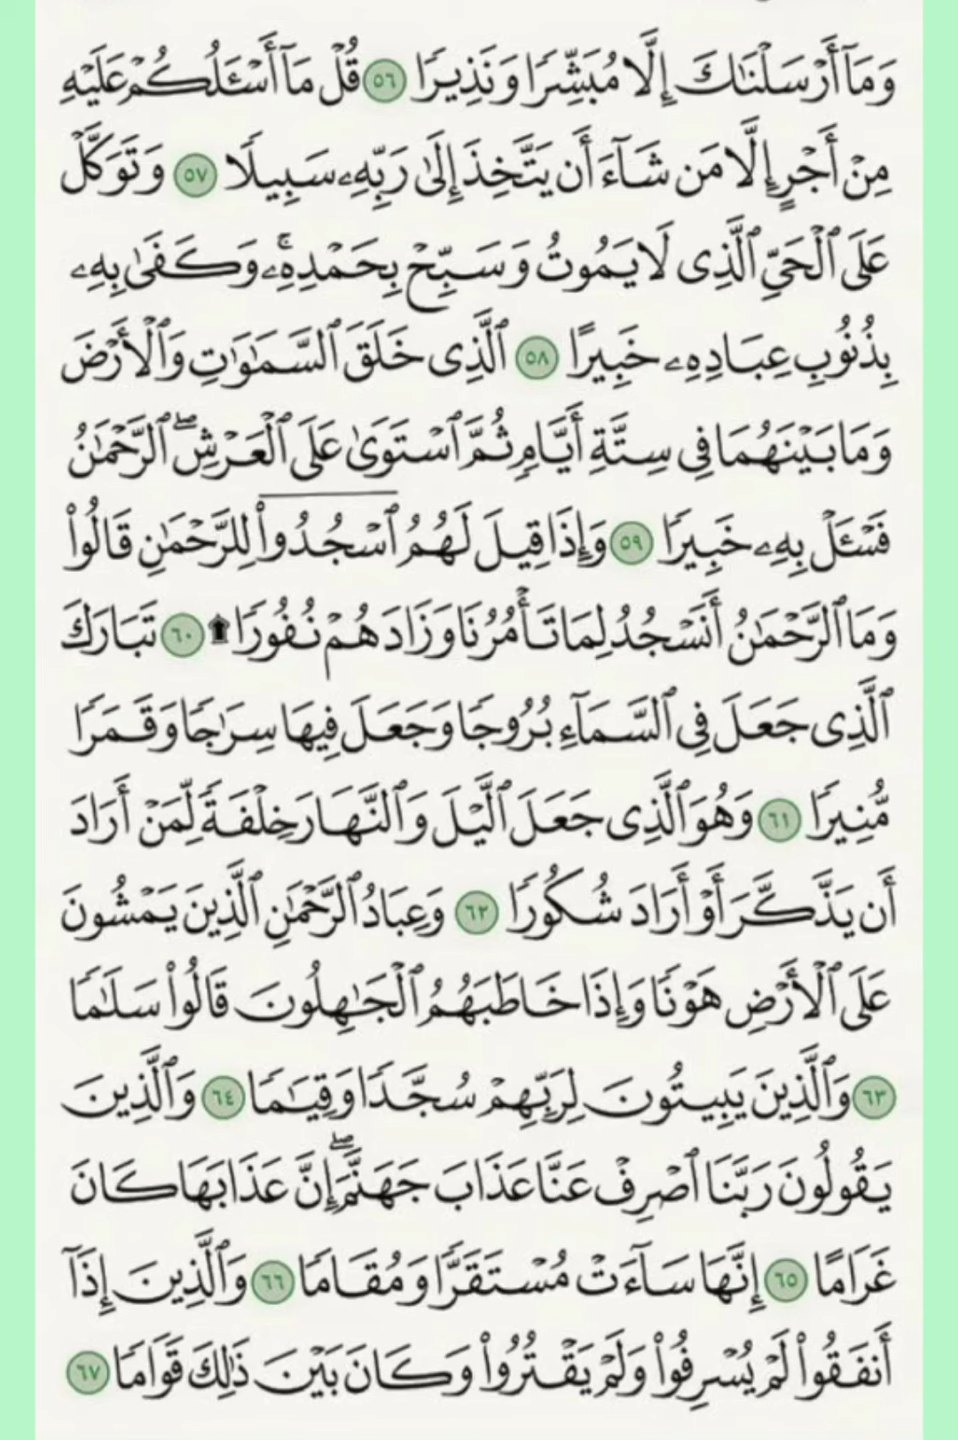 وَمَآ أَرْسَلْنَٰكَ إِلَّا مُبَشِّرًا وَنَذِيرًا ٥٦ قُلْ مَآ أَسْـَٔلُكُمْ عَلَيْهِ
مِنْ أَجْرٍ إِلَّا مَن شَآءَ أَن يَتَّخِذَ إِلَىٰ رَبِّهِۦ سَبِيلًا ٥٧ وَتَوَكَّلْ
عَلَى ٱلْحَىِّ ٱلَّذِى لَا يَمُوتُ وَسَبِّحْ بِحَمْدِهِۦۚ وَكَفَىٰ بِهِۦ
بِذُنُوبِ عِبَادِهِۦ خَبِيرًا ٥٨ ٱلَّذِى خَلَقَ ٱلسَّمَٰوَٰتِ وَٱلْأَرْضَ
وَمَا بَيْنَهُمَا فِى سِتَّةِ أَيَّامٍ ثُمَّ ٱسْتَوَىٰ عَلَى ٱلْعَرْشِۖ ٱلرَّحْمَٰنُ
فَسْـَٔلْ بِهِۦ خَبِيرًا ٥٩ وَإِذَا قِيلَ لَهُمُ ٱسْجُدُوا۟ لِلرَّحْمَٰنِ قَالُوا۟
وَمَا ٱلرَّحْمَٰنُ أَنَسْجُدُ لِمَا تَأْمُرُنَا وَزَادَهُمْ نُفُورًا ۩ ٦٠ تَبَارَكَ
ٱلَّذِى جَعَلَ فِى ٱلسَّمَآءِ بُرُوجًا وَجَعَلَ فِيهَا سِرَٰجًا وَقَمَرًا
مُّنِيرًا ٦١ وَهُوَ ٱلَّذِى جَعَلَ ٱلَّيْلَ وَٱلنَّهَارَ خِلْفَةً لِّمَنْ أَرَادَ
أَن يَذَّكَّرَ أَوْ أَرَادَ شُكُورًا ٦٢ وَعِبَادُ ٱلرَّحْمَٰنِ ٱلَّذِينَ يَمْشُونَ
عَلَى ٱلْأَرْضِ هَوْنًا وَإِذَا خَاطَبَهُمُ ٱلْجَٰهِلُونَ قَالُوا۟ سَلَٰمًا
٦٣ وَٱلَّذِينَ يَبِيتُونَ لِرَبِّهِمْ سُجَّدًا وَقِيَٰمًا ٦٤ وَٱلَّذِينَ
يَقُولُونَ رَبَّنَا ٱصْرِفْ عَنَّا عَذَابَ جَهَنَّمَۖ إِنَّ عَذَابَهَا كَانَ
غَرَامًا ٦٥ إِنَّهَا سَآءَتْ مُسْتَقَرًّا وَمُقَامًا ٦٦ وَٱلَّذِينَ إِذَآ
أَنفَقُوا۟ لَمْ يُسْرِفُوا۟ وَلَمْ يَقْتُرُوا۟ وَكَانَ بَيْنَ ذَٰلِكَ قَوَامًا ٦٧